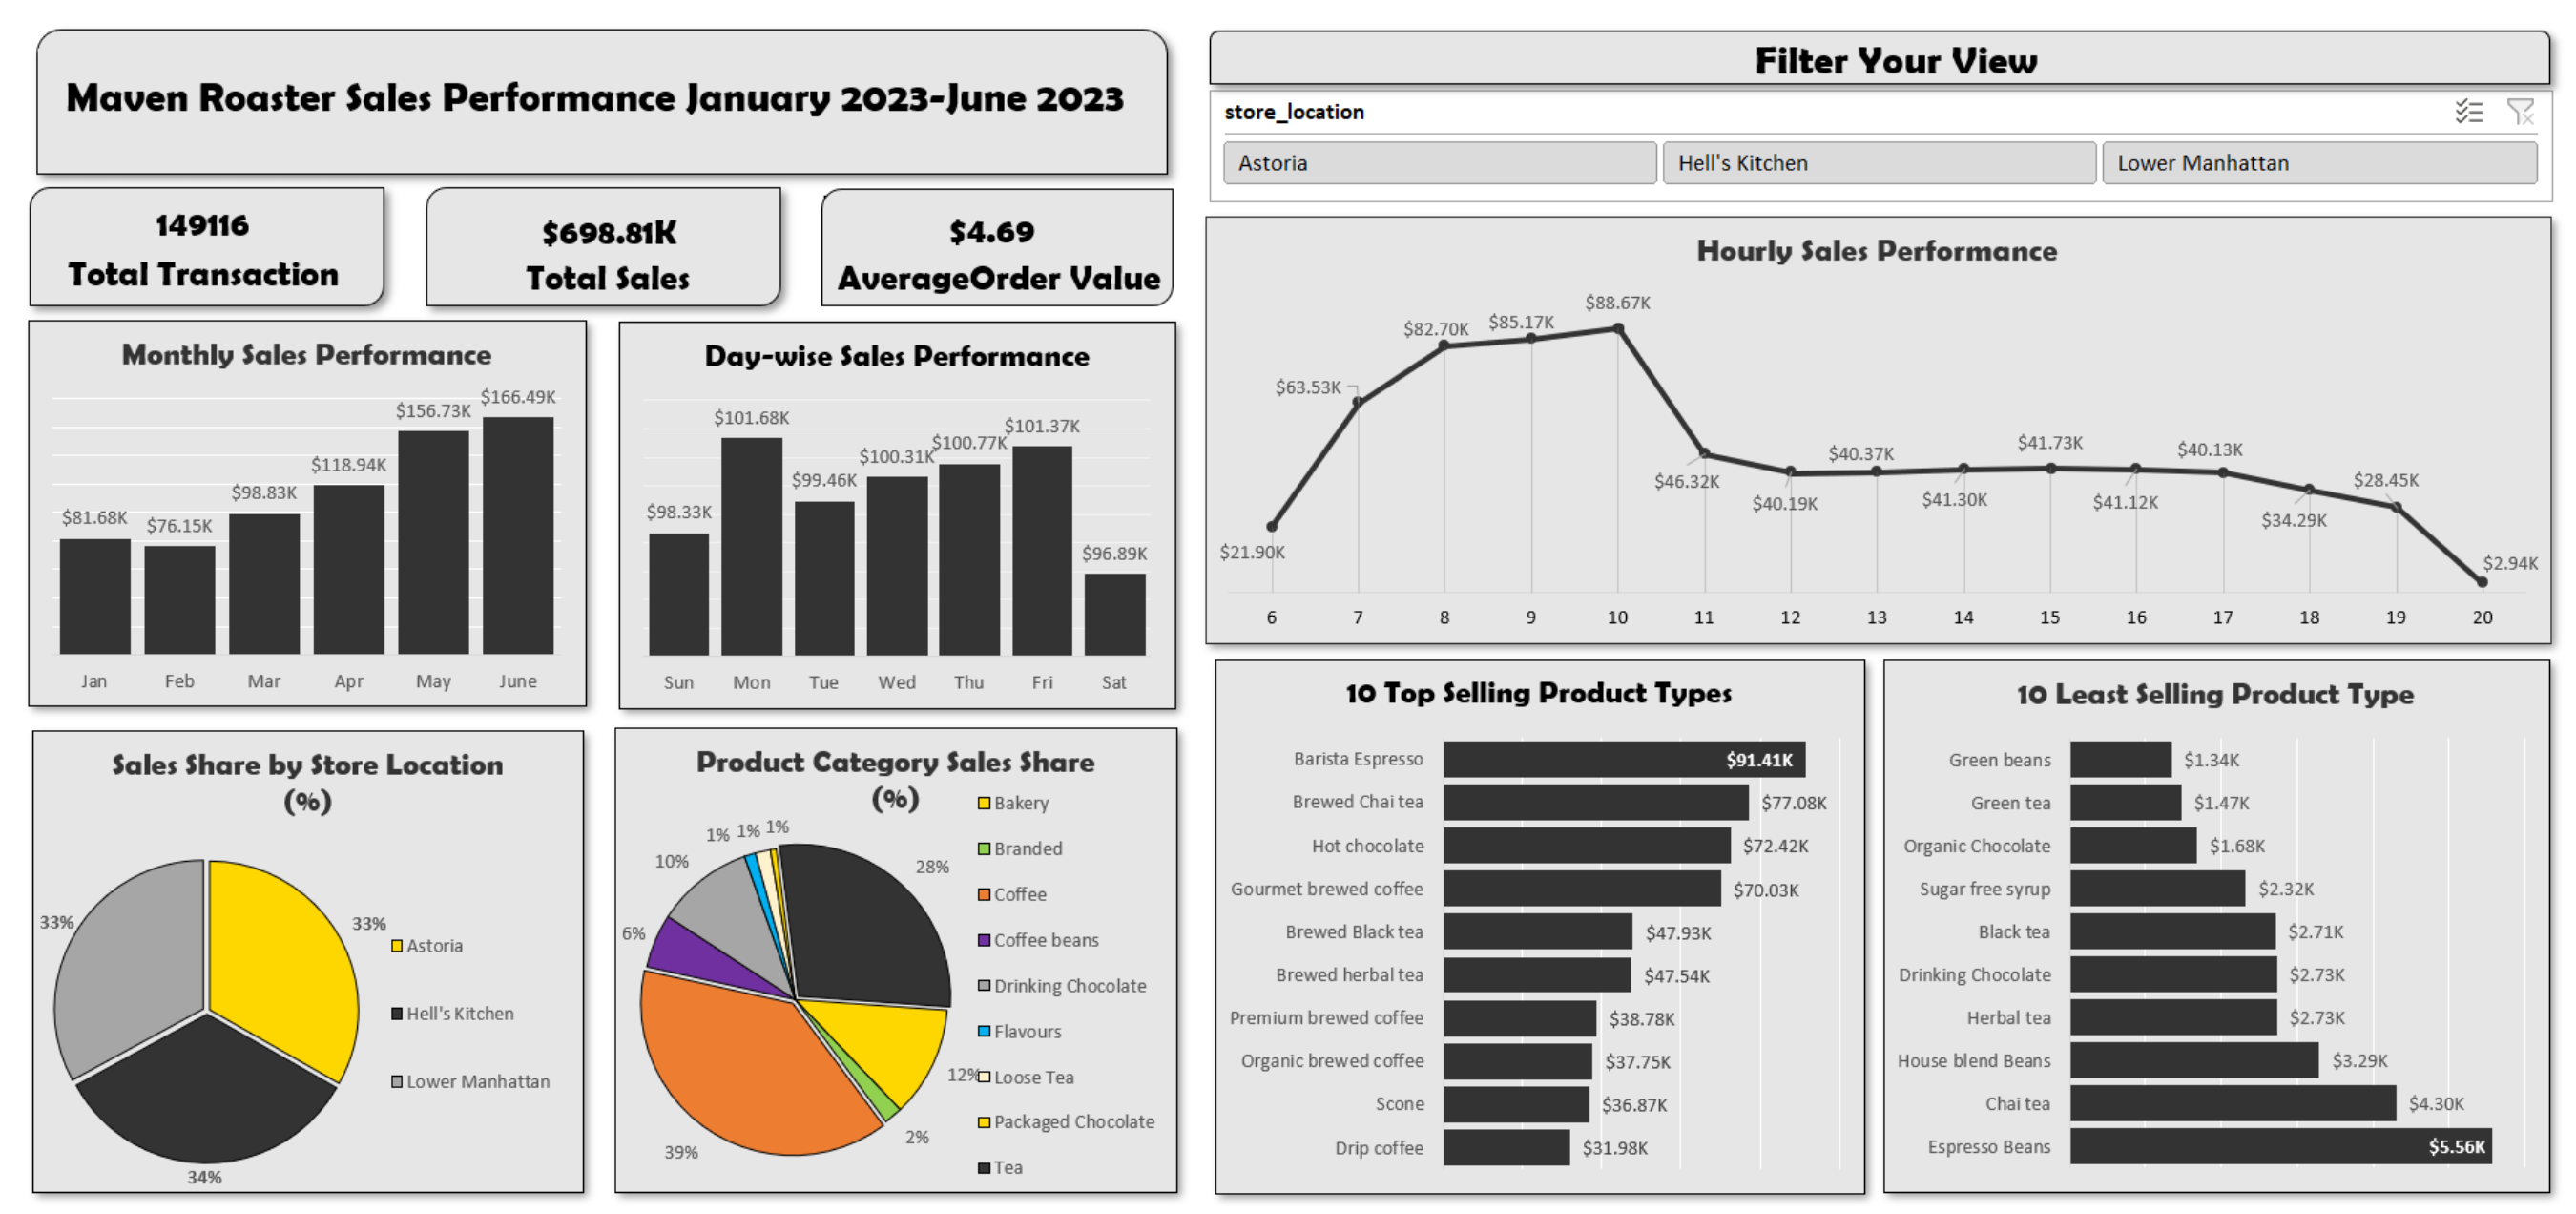 Maven Roaster Sales Performance January 2023-June 2023
149116
Total Transaction
$698.81K
Total Sales
$4.69
AverageOrder Value
Filter Your View
store_location
Astoria
Hell's Kitchen
Lower Manhattan
Monthly Sales Performance
$81.68K
$76.15K
$98.83K
$118.94K
$156.73K
$166.49K
Jan Feb Mar Apr May June
Day-wise Sales Performance
$98.33K
$101.68K
$99.46K
$100.31K
$100.77K
$101.37K
$96.89K
Sun Mon Tue Wed Thu Fri Sat
Hourly Sales Performance
$21.90K
$63.53K
$82.70K
$85.17K
$88.67K
$46.32K
$40.19K
$40.37K
$41.30K
$41.73K
$41.12K
$40.13K
$34.29K
$28.45K
$2.94K
6 7 8 9 10 11 12 13 14 15 16 17 18 19 20
Sales Share by Store Location
(%)
33%
33%
34%
Astoria
Hell's Kitchen
Lower Manhattan
Product Category Sales Share
(%)
1% 1% 1%
10%
28%
6%
12%
2%
39%
Bakery
Branded
Coffee
Coffee beans
Drinking Chocolate
Flavours
Loose Tea
Packaged Chocolate
Tea
10 Top Selling Product Types
Barista Espresso $91.41K
Brewed Chai tea $77.08K
Hot chocolate $72.42K
Gourmet brewed coffee $70.03K
Brewed Black tea $47.93K
Brewed herbal tea $47.54K
Premium brewed coffee $38.78K
Organic brewed coffee $37.75K
Scone $36.87K
Drip coffee $31.98K
10 Least Selling Product Type
Green beans $1.34K
Green tea $1.47K
Organic Chocolate $1.68K
Sugar free syrup $2.32K
Black tea $2.71K
Drinking Chocolate $2.73K
Herbal tea $2.73K
House blend Beans $3.29K
Chai tea $4.30K
Espresso Beans $5.56K